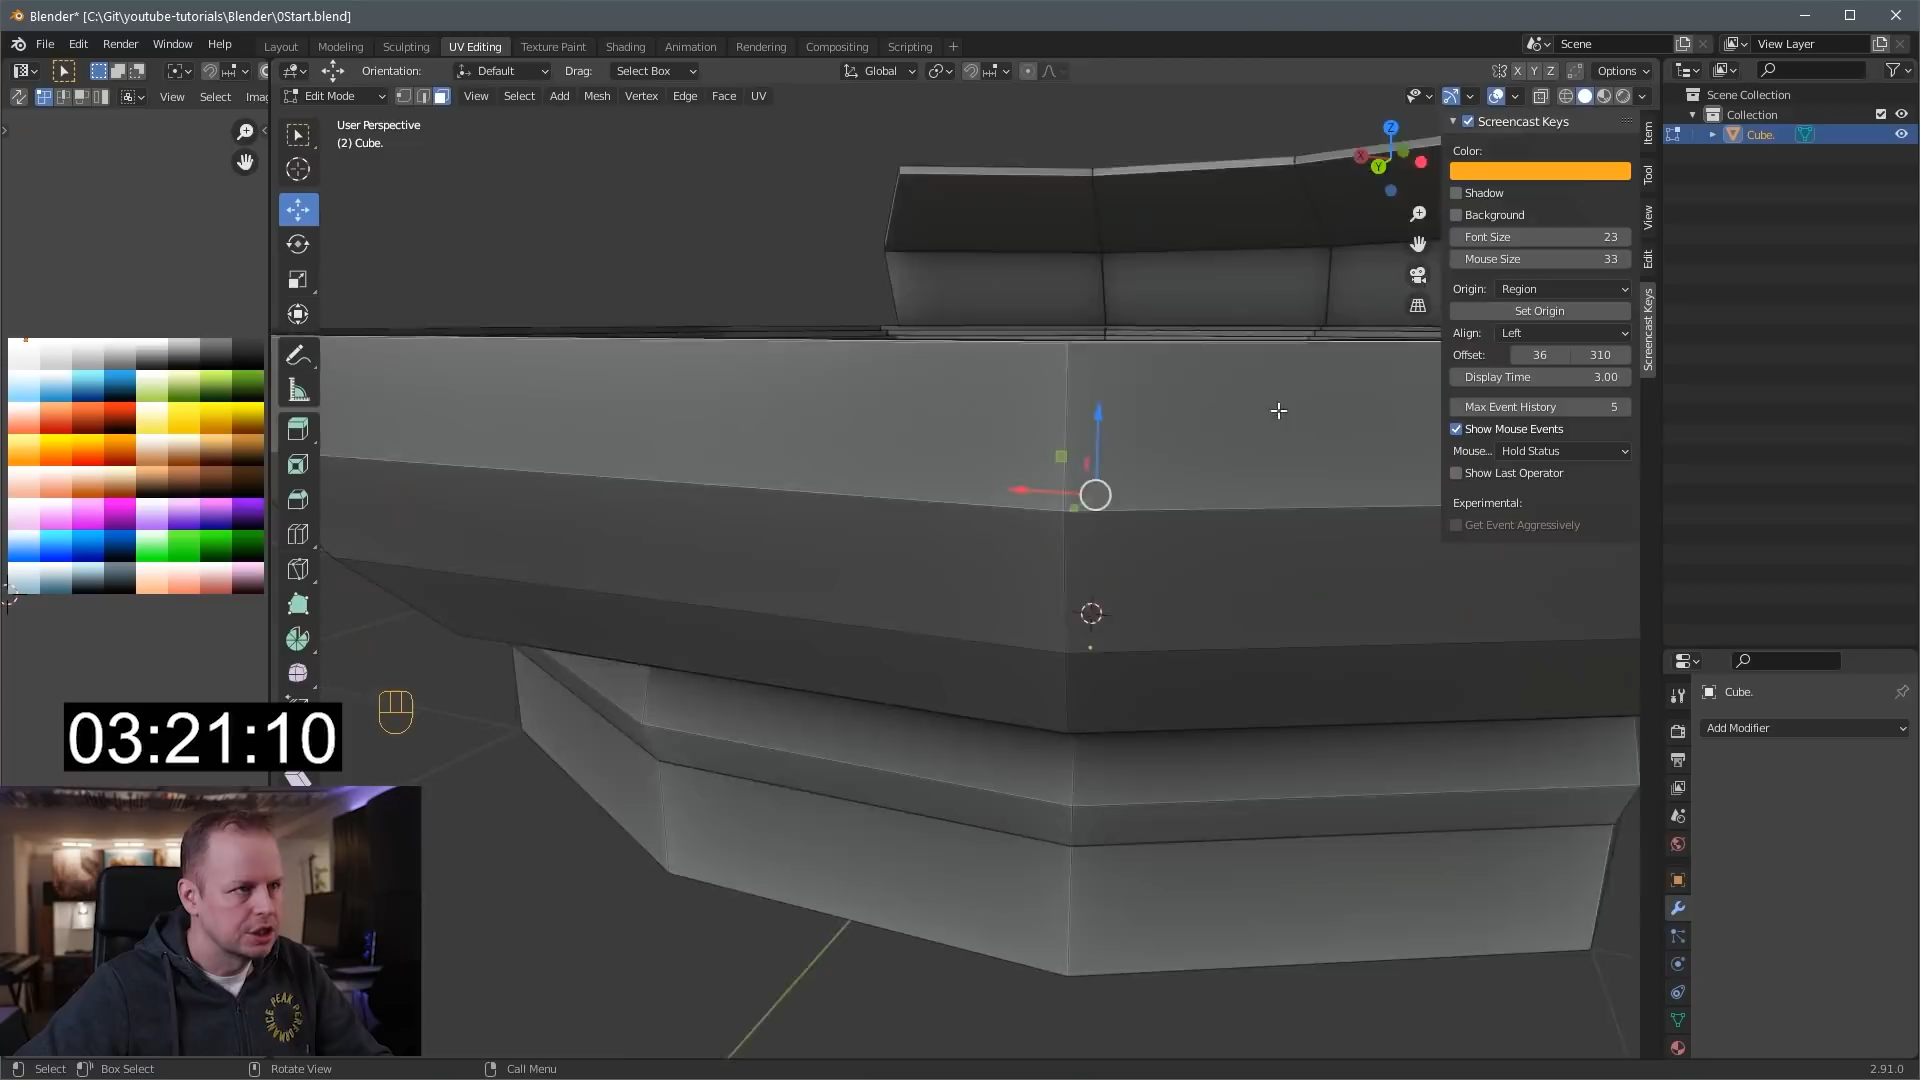 Blender* [C:\Git\youtube-tutorials\Blender\0Start.blend]
File Edit Render Window Help
Layout Modeling Sculpting UV Editing Texture Paint Shading Animation Rendering Compositing Scripting +
Scene
View Layer
Orientation: Default Drag: Select Box Global
X Y Z Options
View Select Imag
Edit Mode View Select Add Mesh Vertex Edge Face UV
User Perspective
(2) Cube.
Z
X
Y
Screencast Keys
Color:
Shadow
Background
Font Size 23
Mouse Size 33
Origin: Region
Set Origin
Align: Left
Offset: 36 310
Display Time 3.00
Max Event History 5
Show Mouse Events
Mouse... Hold Status
Show Last Operator
Experimental:
Get Event Aggressively
Item
Tool
View
Edit
Screencast Keys
Scene Collection
Collection
Cube.
Cube.
Add Modifier
03:21:10
PEAK PERFORMANCE
Select Box Select Rotate View Call Menu
2.91.0